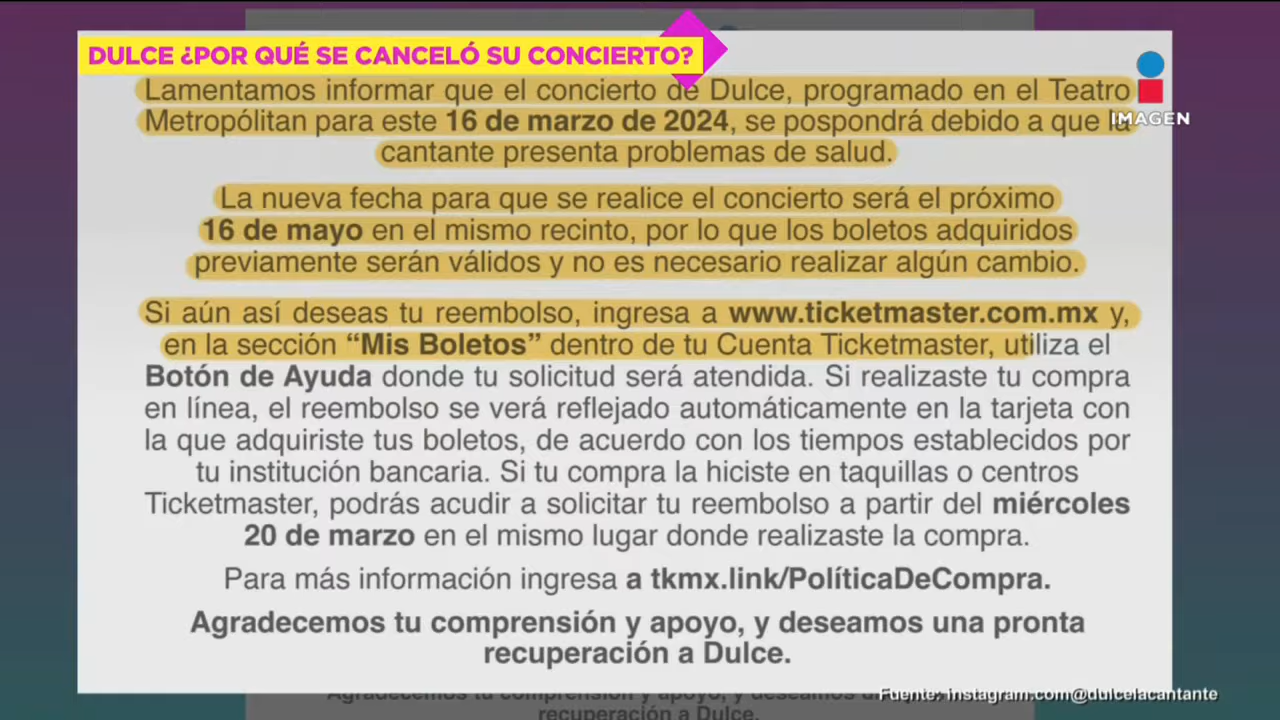 DULCE ¿POR QUÉ SE CANCELÓ SU CONCIERTO?
Lamentamos informar que el concierto de Dulce, programado en el Teatro
Metropólitan para este 16 de marzo de 2024, se pospondrá debido a que la
cantante presenta problemas de salud.
IMAGEN
La nueva fecha para que se realice el concierto será el próximo
16 de mayo en el mismo recinto, por lo que los boletos adquiridos
previamente serán válidos y no es necesario realizar algún cambio.
Si aún así deseas tu reembolso, ingresa a www.ticketmaster.com.mx y,
en la sección “Mis Boletos” dentro de tu Cuenta Ticketmaster, utiliza el
Botón de Ayuda donde tu solicitud será atendida. Si realizaste tu compra
en línea, el reembolso se verá reflejado automáticamente en la tarjeta con
la que adquiriste tus boletos, de acuerdo con los tiempos establecidos por
tu institución bancaria. Si tu compra la hiciste en taquillas o centros
Ticketmaster, podrás acudir a solicitar tu reembolso a partir del miércoles
20 de marzo en el mismo lugar donde realizaste la compra.
Para más información ingresa a tkmx.link/PolíticaDeCompra.
Agradecemos tu comprensión y apoyo, y deseamos una pronta
recuperación a Dulce.
Fuente: instagram.com@dulcelacantante
Agradecemos tu comprensión y apoyo, y deseamos
recuperación a Dulce.